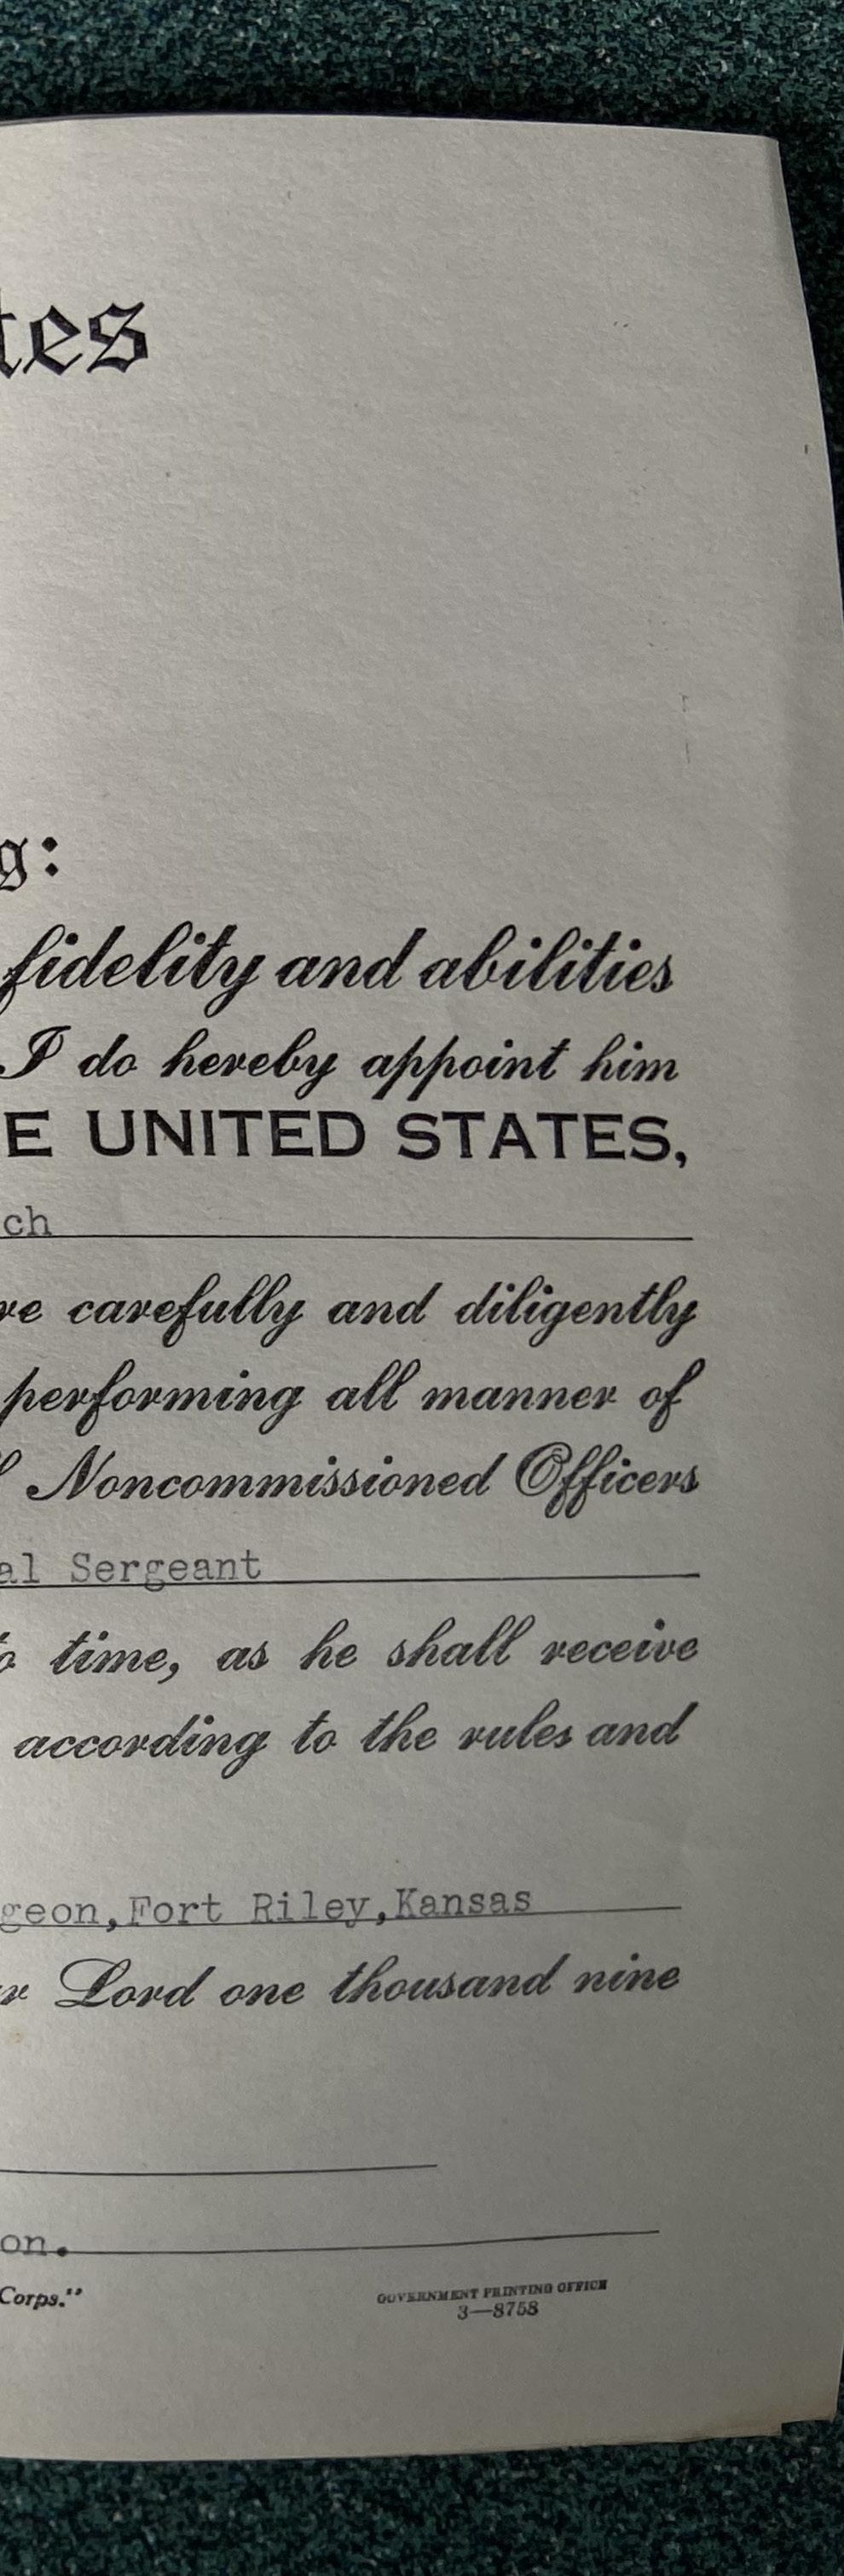 tes
g:
fidelity and abilities
I do hereby appoint him
E UNITED STATES,
ch
re carefully and diligently
performing all manner of
Noncommissioned Officers
al Sergeant
to time, as he shall receive
according to the rules and
geon,Fort Riley,Kansas
r Lord one thousand nine
on.
Corps."
GOVERNMENT PRINTING OFFICE
3—8758